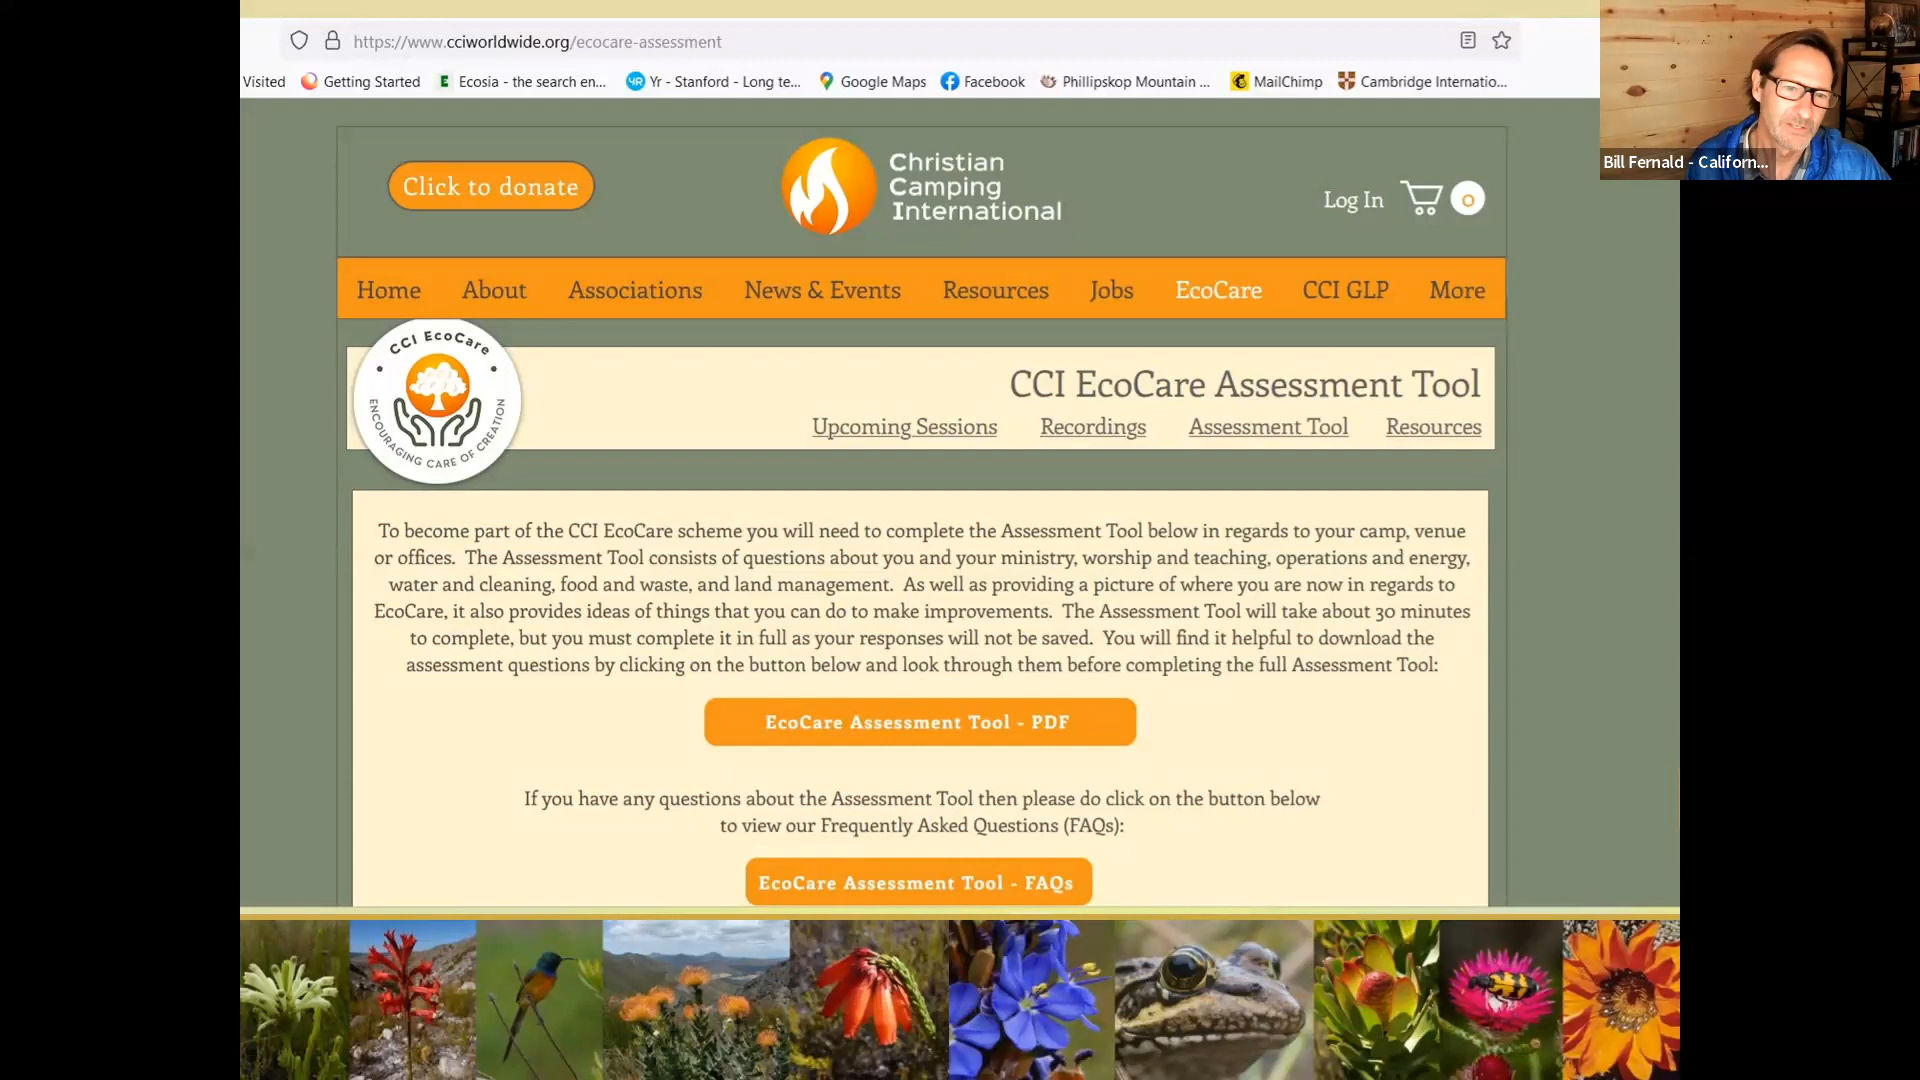 https://www.cciworldwide.org/ecocare-assessment
Visited Getting Started Ecosia - the search en... Yr - Stanford - Long te... Google Maps Facebook Phillipskop Mountain ... MailChimp Cambridge Internatio...
Bill Fernald - Californ...
Click to donate
Christian
Camping
International
Log In
0
Home About Associations News & Events Resources Jobs EcoCare CCI GLP More
CCI EcoCare
ENCOURAGING CARE OF CREATION
CCI EcoCare Assessment Tool
Upcoming Sessions Recordings Assessment Tool Resources
To become part of the CCI EcoCare scheme you will need to complete the Assessment Tool below in regards to your camp, venue
or offices. The Assessment Tool consists of questions about you and your ministry, worship and teaching, operations and energy,
water and cleaning, food and waste, and land management. As well as providing a picture of where you are now in regards to
EcoCare, it also provides ideas of things that you can do to make improvements. The Assessment Tool will take about 30 minutes
to complete, but you must complete it in full as your responses will not be saved. You will find it helpful to download the
assessment questions by clicking on the button below and look through them before completing the full Assessment Tool:
EcoCare Assessment Tool - PDF
If you have any questions about the Assessment Tool then please do click on the button below
to view our Frequently Asked Questions (FAQs):
EcoCare Assessment Tool - FAQs